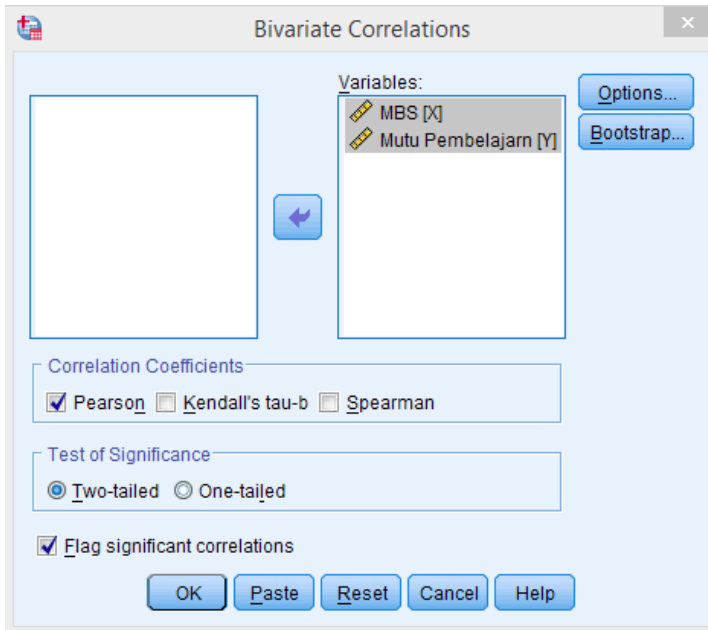 Bivariate Correlations
Variables:
MBS [X]
Mutu Pembelajarn [Y]
Options...
Bootstrap...
Correlation Coefficients
Pearson Kendall's tau-b Spearman
Test of Significance
Two-tailed One-tailed
Flag significant correlations
OK Paste Reset Cancel Help